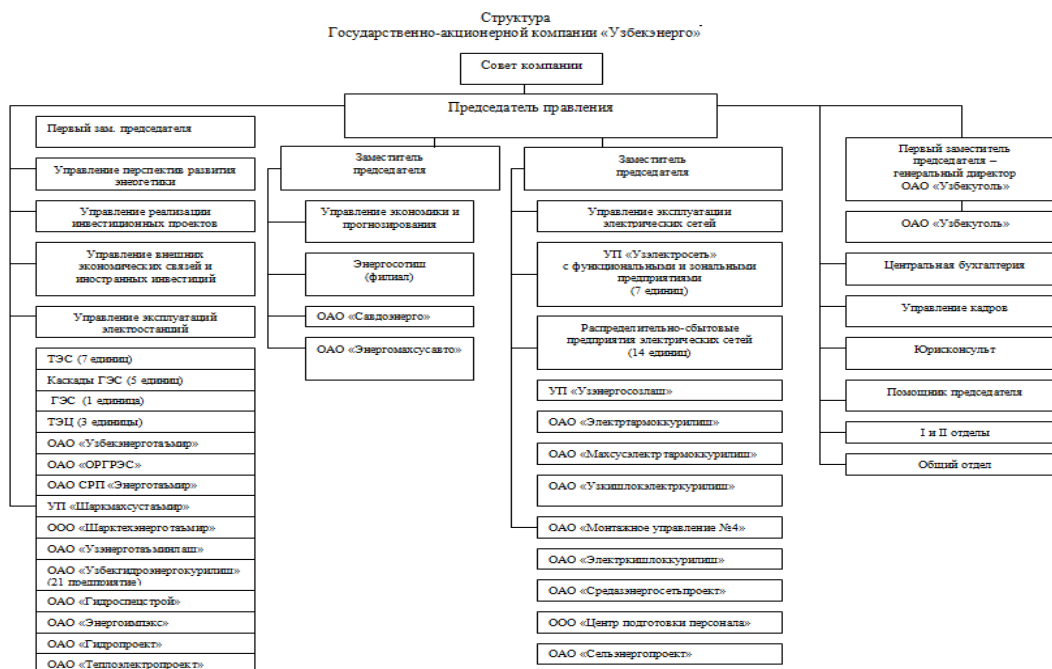 Структура
Государственно-акционерной компании «Узбекэнерго»
Совет компании
Председатель правления
Первый зам. председателя
Управление перспектив развития
энергетики
Управление реализации
инвестиционных проектов
Управление внешних
экономических связей и
иностранных инвестиций
Управление эксплуатаций
электростанций
ТЭС (7 единиц)
Каскады ГЭС (5 единиц)
ГЭС (1 единица)
ТЭЦ (3 единицы)
ОАО «Узбекэнерготаъмир»
ОАО «ОРГРЭС»
ОАО СРП «Энерготаъмир»
УП «Шаркмахсустаъмир»
ООО «Шарктехэнерготаъмир»
ОАО «Узэнерготаъминлаш»
ОАО «Узбекгидроэнергокурилиш»
(21 предприятие)
ОАО «Гидроспецстрой»
ОАО «Энергоимпэкс»
ОАО «Гидропроект»
ОАО «Теплоэлектропроект»
Заместитель
председателя
Управление экономики и
прогнозирования
Энергосотиш
(филиал)
ОАО «Савдоэнерго»
ОАО «Энергомахсусавто»
Заместитель
председателя
Управление эксплуатации
электрических сетей
УП «Узэлектросеть»
с функциональными и зональными
предприятиями
(7 единиц)
Распределительно-сбытовые
предприятия электрических сетей
(14 единиц)
УП «Узэнергосозлаш»
ОАО «Электртармоккурилиш»
ОАО «Махсусэлектртармоккурилиш»
ОАО «Узкишлокэлектркурилиш»
ОАО «Монтажное управление №4»
ОАО «Электркишлоккурилиш»
ОАО «Средазэнергосетьпроект»
ООО «Центр подготовки персонала»
ОАО «Сельэнергопроект»
Первый заместитель
председателя –
генеральный директор
ОАО «Узбекуголь»
ОАО «Узбекуголь»
Центральная бухгалтерия
Управление кадров
Юрисконсульт
Помощник председателя
I и II отделы
Общий отдел